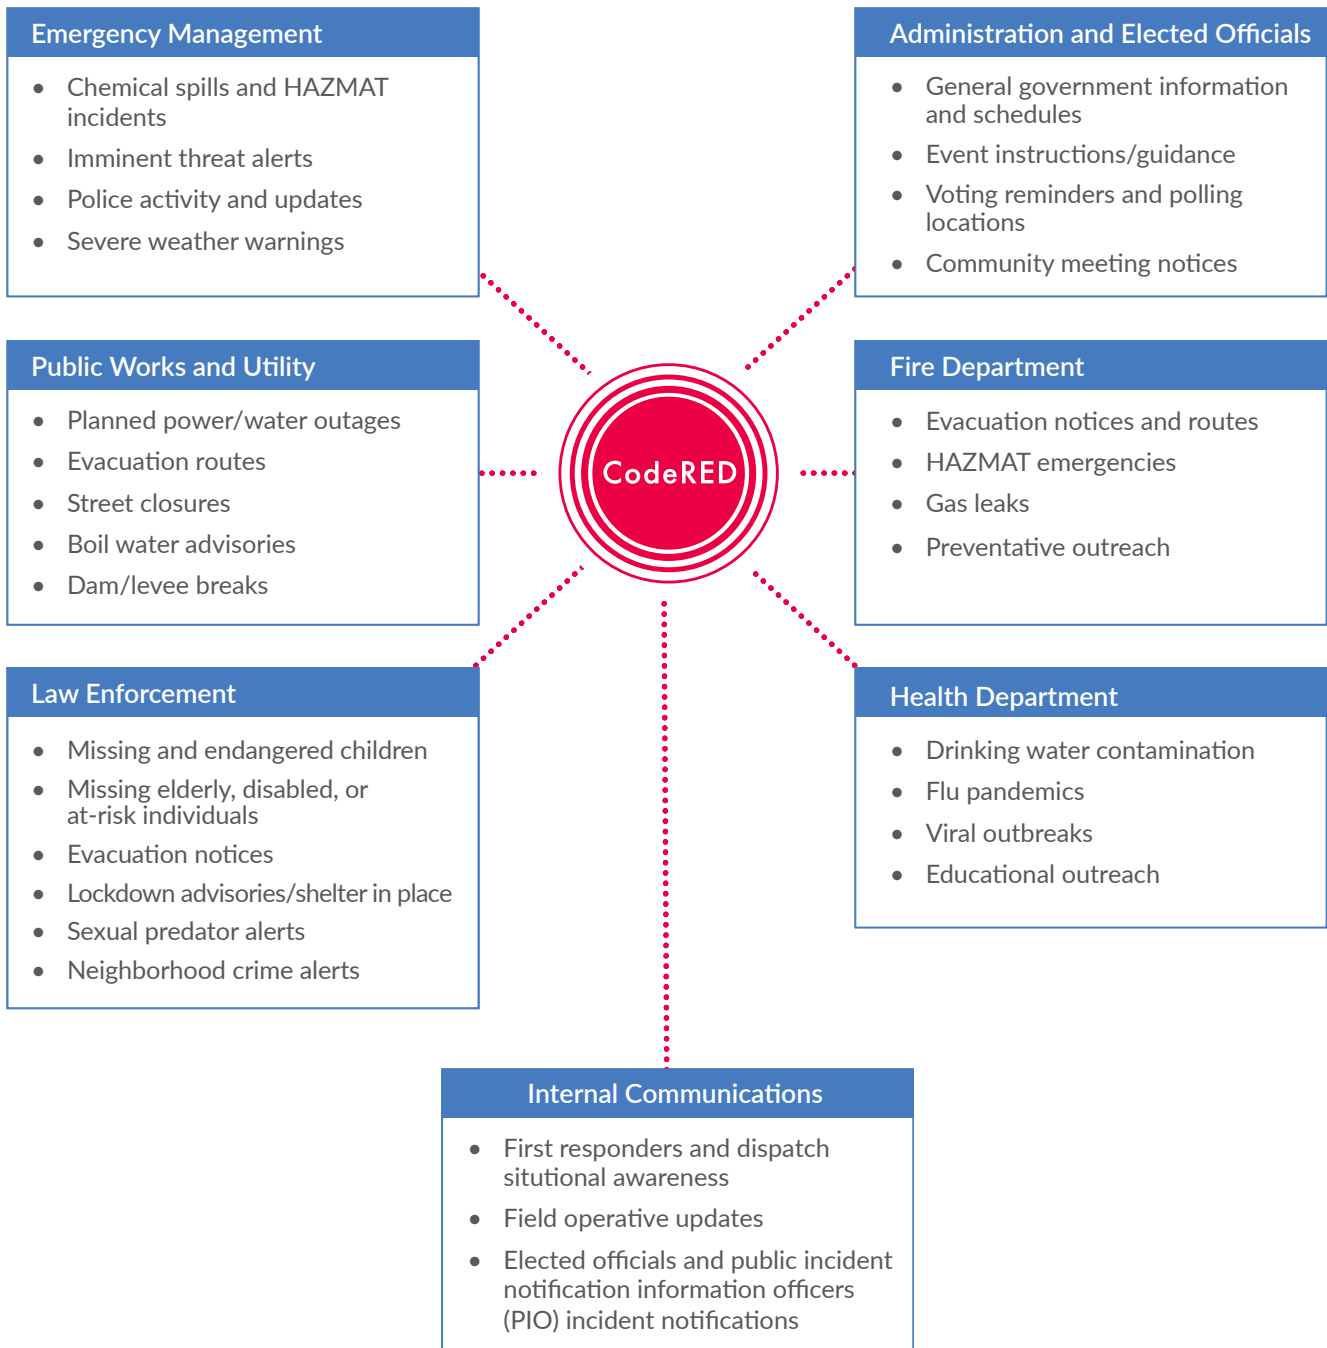 Emergency Management
• Chemical spills and HAZMAT
incidents
• Imminent threat alerts
• Police activity and updates
• Severe weather warnings
Administration and Elected Officials
• General government information
and schedules
• Event instructions/guidance
• Voting reminders and polling
locations
• Community meeting notices
Public Works and Utility
• Planned power/water outages
• Evacuation routes
• Street closures
• Boil water advisories
• Dam/levee breaks
CodeRED
Fire Department
• Evacuation notices and routes
• HAZMAT emergencies
• Gas leaks
• Preventative outreach
Law Enforcement
• Missing and endangered children
• Missing elderly, disabled, or
at-risk individuals
• Evacuation notices
• Lockdown advisories/shelter in place
• Sexual predator alerts
• Neighborhood crime alerts
Health Department
• Drinking water contamination
• Flu pandemics
• Viral outbreaks
• Educational outreach
Internal Communications
• First responders and dispatch
situtional awareness
• Field operative updates
• Elected officials and public incident
notification information officers
(PIO) incident notifications